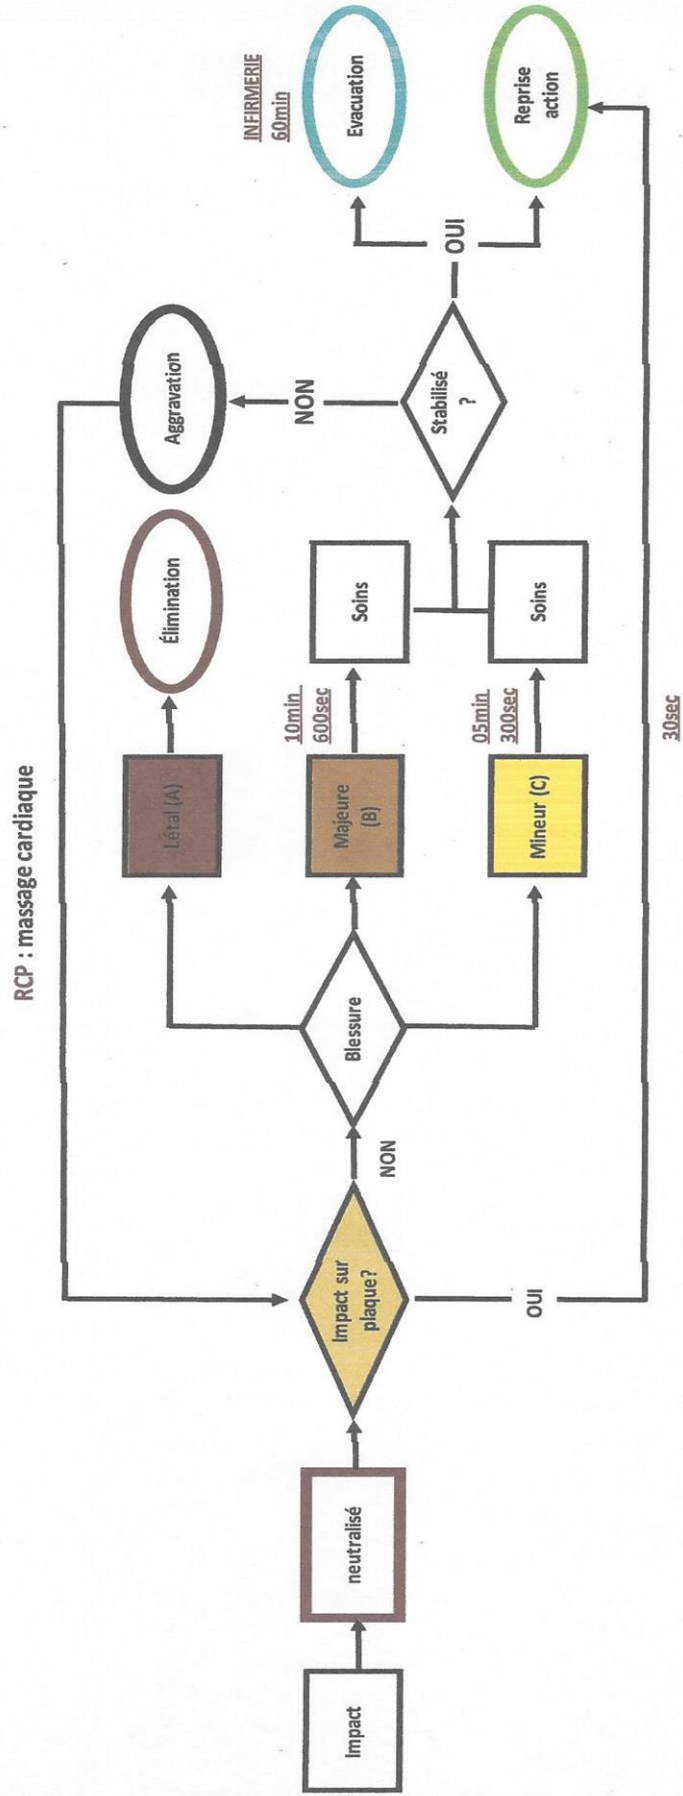 RCP : massage cardiaque
Impact
neutralisé
Impact sur
plaque?
NON
OUI
Blessure
Létal (A)
Élimination
Majeure
(B)
10min
600sec
Soins
Mineur (C)
05min
300sec
Soins
Stabilisé
?
NON
Aggravation
OUI
INFIRMERIE
60min
Evacuation
Reprise
action
30sec